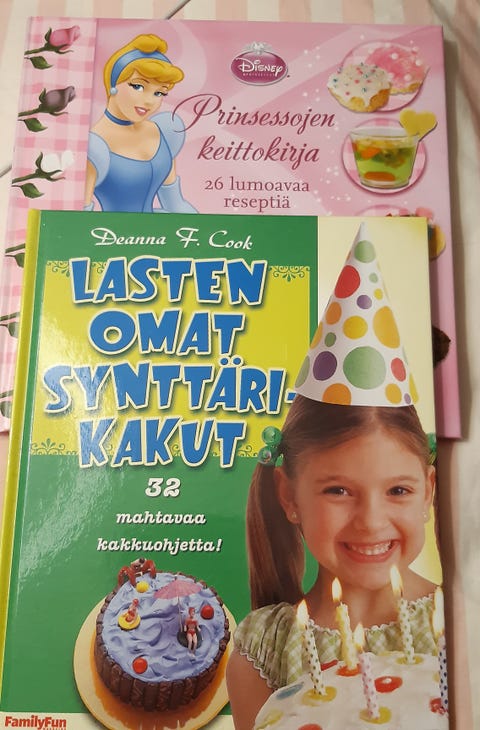 Disney
Prinsessojen
keittokirja
26 lumoavaa
reseptiä
Deanna F. Cook
LASTEN
OMAT
SYNTTÄRI-
KAKUT
32
mahtavaa
kakkuohjetta!
FamilyFun